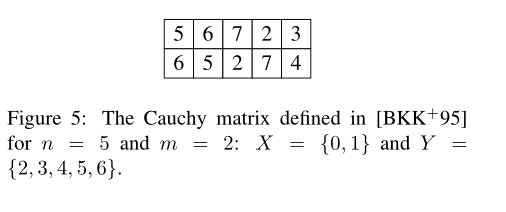 5 6 7 2 3
6 5 2 7 4
Figure 5: The Cauchy matrix defined in [BKK+95]
for n = 5 and m = 2: X = {0, 1} and Y =
{2, 3, 4, 5, 6}.